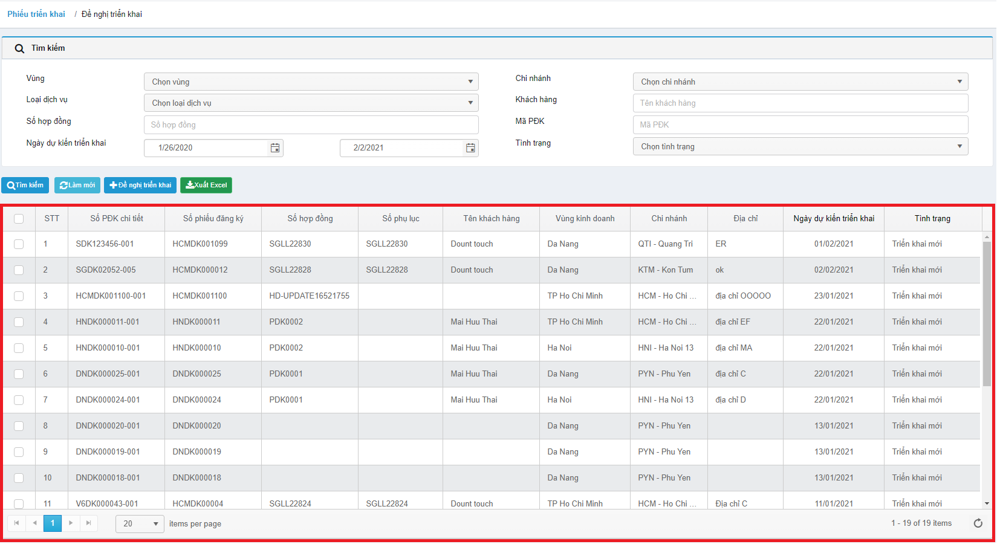 Phiếu triển khai / Đề nghị triển khai
Tìm kiếm
Vùng Chọn vùng Chi nhánh Chọn chi nhánh
Loại dịch vụ Chọn loại dịch vụ Khách hàng Tên khách hàng
Số hợp đồng Số hợp đồng Mã PĐK Mã PĐK
Ngày dự kiến triển khai 1/26/2020 2/2/2021 Tình trạng Chọn tình trạng
Tìm kiếm Làm mới Đề nghị triển khai Xuất Excel
STT Số PĐK chi tiết Số phiếu đăng ký Số hợp đồng Số phụ lục Tên khách hàng Vùng kinh doanh Chi nhánh Địa chỉ Ngày dự kiến triển khai Tình trạng
1 SDK123456-001 HCMDK001099 SGLL22830 SGLL22830 Dount touch Da Nang QTI - Quang Tri ER 01/02/2021 Triển khai mới
2 SGDK02052-005 HCMDK000012 SGLL22828 SGLL22828 Dount touch Da Nang KTM - Kon Tum ok 02/02/2021 Triển khai mới
3 HCMDK001100-001 HCMDK001100 HD-UPDATE16521755 TP Ho Chi Minh HCM - Ho Chi ... địa chỉ OOOOO 23/01/2021 Triển khai mới
4 HNDK000011-001 HNDK000011 PDK0002 Mai Huu Thai TP Ho Chi Minh HCM - Ho Chi ... địa chỉ EF 22/01/2021 Triển khai mới
5 HNDK000010-001 HNDK000010 PDK0002 Mai Huu Thai Ha Noi HNI - Ha Noi 13 địa chỉ MA 22/01/2021 Triển khai mới
6 DNDK000025-001 DNDK000025 PDK0001 Mai Huu Thai Da Nang PYN - Phu Yen địa chỉ C 22/01/2021 Triển khai mới
7 DNDK000024-001 DNDK000024 PDK0001 Mai Huu Thai Ha Noi HNI - Ha Noi 13 địa chỉ D 22/01/2021 Triển khai mới
8 DNDK000020-001 DNDK000020 Da Nang PYN - Phu Yen 13/01/2021 Triển khai mới
9 DNDK000019-001 DNDK000019 Da Nang PYN - Phu Yen 13/01/2021 Triển khai mới
10 DNDK000018-001 DNDK000018 Da Nang PYN - Phu Yen 13/01/2021 Triển khai mới
11 V6DK000043-001 HCMDK00004 SGLL22824 SGLL22824 Dount touch TP Ho Chi Minh HCM - Ho Chi ... Địa chỉ C 11/01/2021 Triển khai mới
1 20 items per page 1 - 19 of 19 items